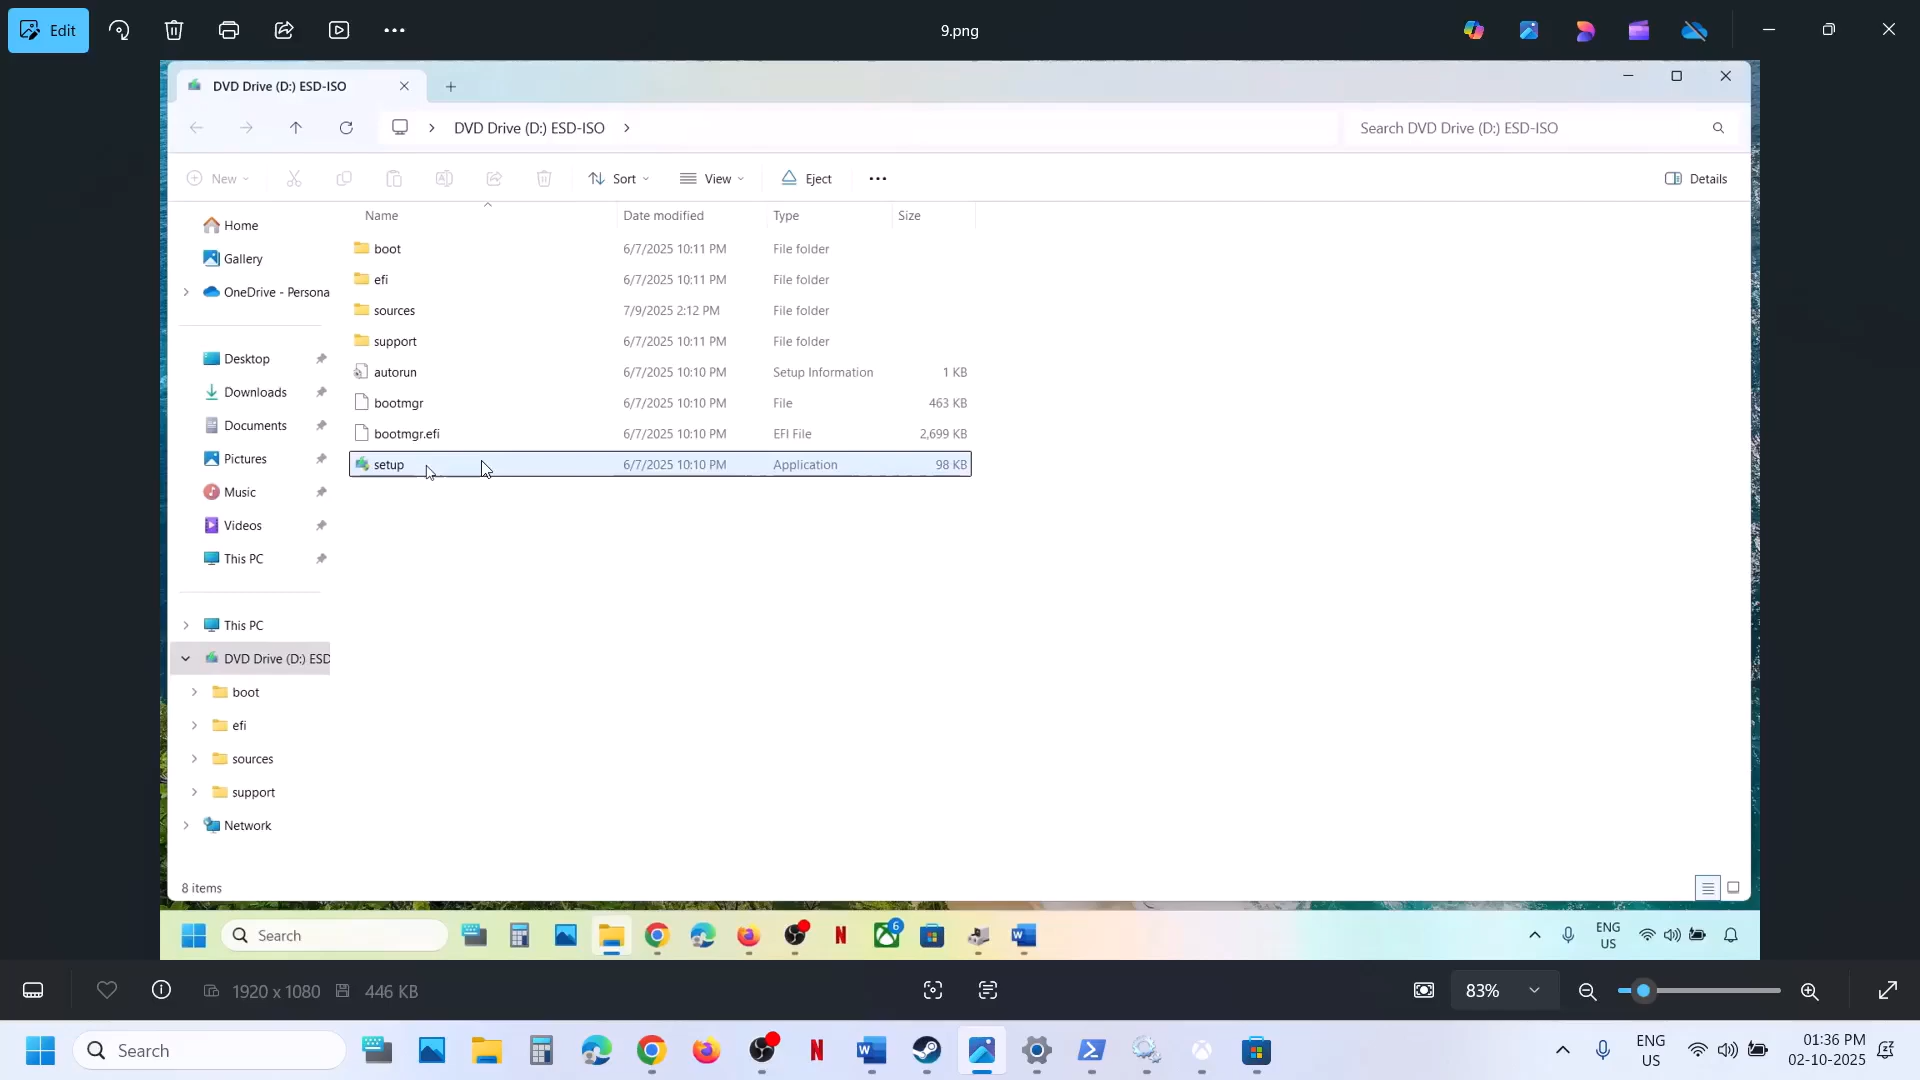 Edit
9.png
DVD Drive (D:) ESD-ISO
DVD Drive (D:) ESD-ISO
Search DVD Drive (D:) ESD-ISO
New
Sort
View
Eject
Details
Name Date modified Type Size
Home
Gallery
OneDrive - Persona
Desktop
Downloads
Documents
Pictures
Music
Videos
This PC
This PC
DVD Drive (D:) ESD
boot
efi
sources
support
Network
boot 6/7/2025 10:11 PM File folder
efi 6/7/2025 10:11 PM File folder
sources 7/9/2025 2:12 PM File folder
support 6/7/2025 10:11 PM File folder
autorun 6/7/2025 10:10 PM Setup Information 1 KB
bootmgr 6/7/2025 10:10 PM File 463 KB
bootmgr.efi 6/7/2025 10:10 PM EFI File 2,699 KB
setup 6/7/2025 10:10 PM Application 98 KB
8 items
Search
6
ENG
US
1920 x 1080 446 KB
83%
Search
ENG
US
01:36 PM
02-10-2025